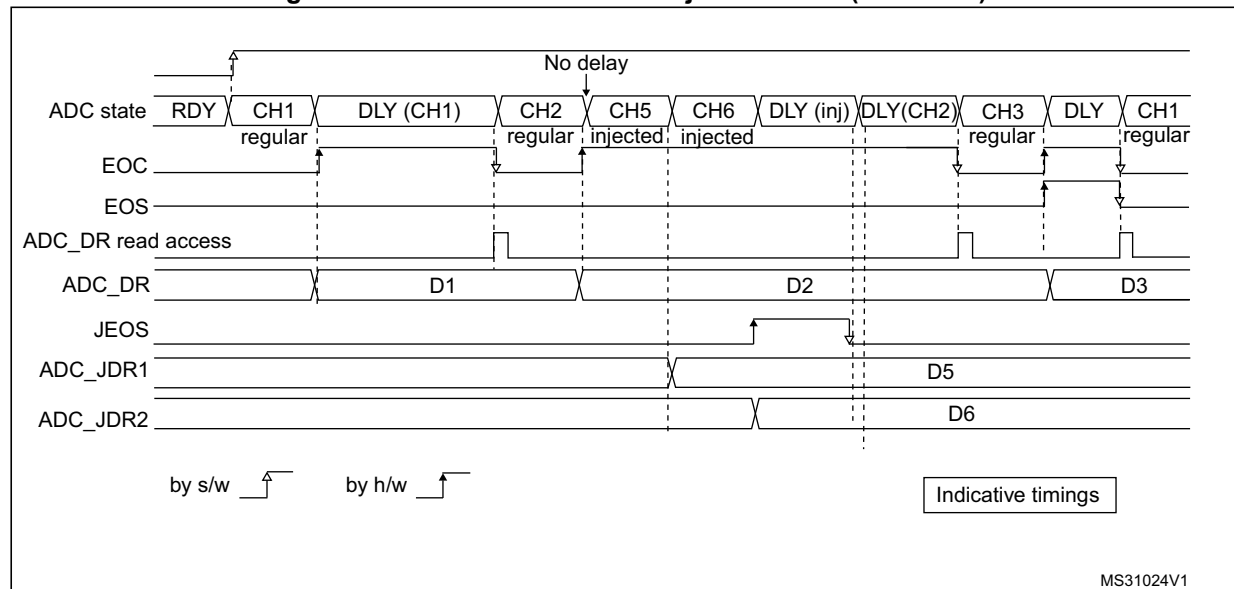 No delay
ADC state RDY CH1 DLY (CH1) CH2 CH5 CH6 DLY (inj) DLY(CH2) CH3 DLY CH1
regular regular injected injected regular regular
EOC
EOS
ADC_DR read access
ADC_DR D1 D2 D3
JEOS
ADC_JDR1 D5
ADC_JDR2 D6
by s/w by h/w Indicative timings
MS31024V1